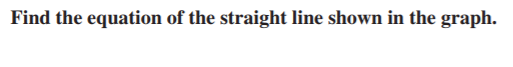 Find the equation of the straight line shown in the graph.